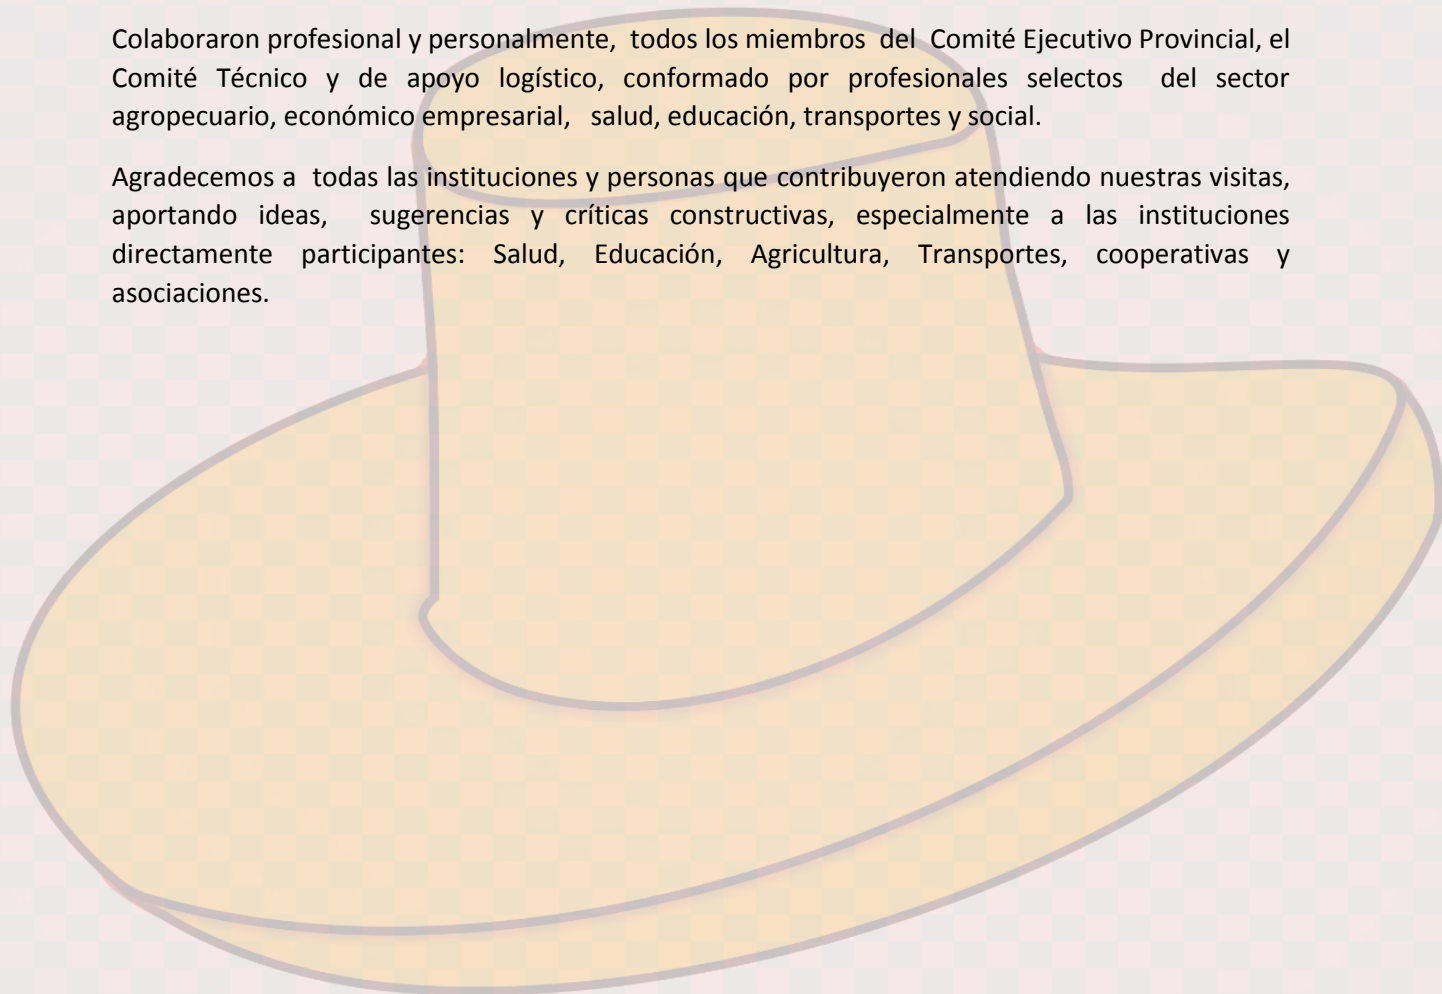 Colaboraron profesional y personalmente, todos los miembros del Comité Ejecutivo Provincial, el
Comité Técnico y de apoyo logístico, conformado por profesionales selectos del sector
agropecuario, económico empresarial, salud, educación, transportes y social.
Agradecemos a todas las instituciones y personas que contribuyeron atendiendo nuestras visitas,
aportando ideas, sugerencias y críticas constructivas, especialmente a las instituciones
directamente participantes: Salud, Educación, Agricultura, Transportes, cooperativas y
asociaciones.